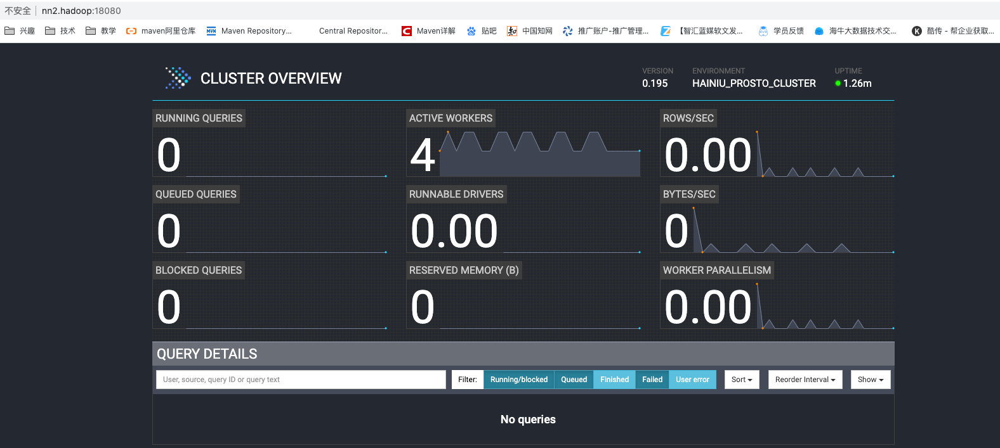 不安全 | nn2.hadoop:18080
兴趣 技术 教学 maven阿里仓库 Maven Repository... Central Repositor... Maven详解 贴吧 中国知网 推广账户-推广管理... 【智汇蓝媒软文发... 学员反馈 海牛大数据技术交... 酷传 - 帮企业获取...
CLUSTER OVERVIEW
VERSION ENVIRONMENT UPTIME
0.195 HAINIU_PROSTO_CLUSTER 1.26m
RUNNING QUERIES ACTIVE WORKERS ROWS/SEC
0 4 0.00
QUEUED QUERIES RUNNABLE DRIVERS BYTES/SEC
0 0.00 0
BLOCKED QUERIES RESERVED MEMORY (B) WORKER PARALLELISM
0 0 0.00
QUERY DETAILS
User, source, query ID or query text Filter: Running/blocked Queued Finished Failed User error Sort Reorder Interval Show
No queries